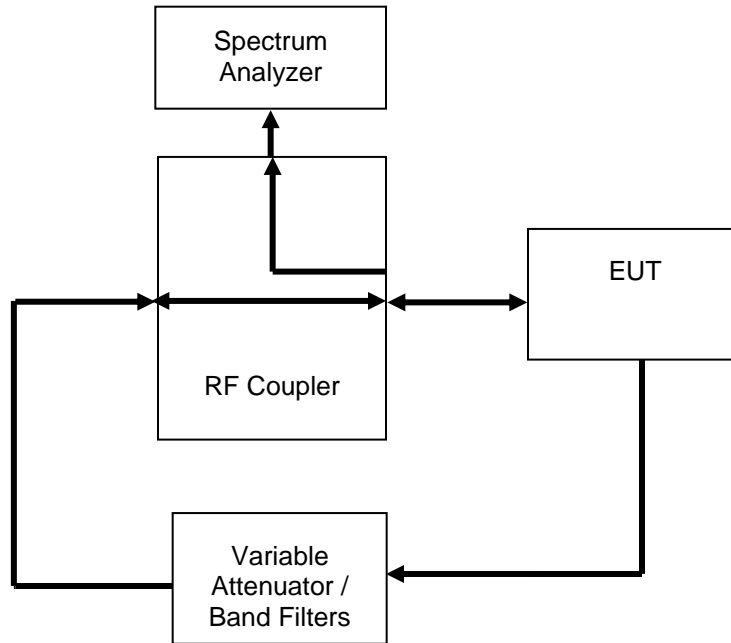 Spectrum
Analyzer
EUT
RF Coupler
Variable
Attenuator /
Band Filters